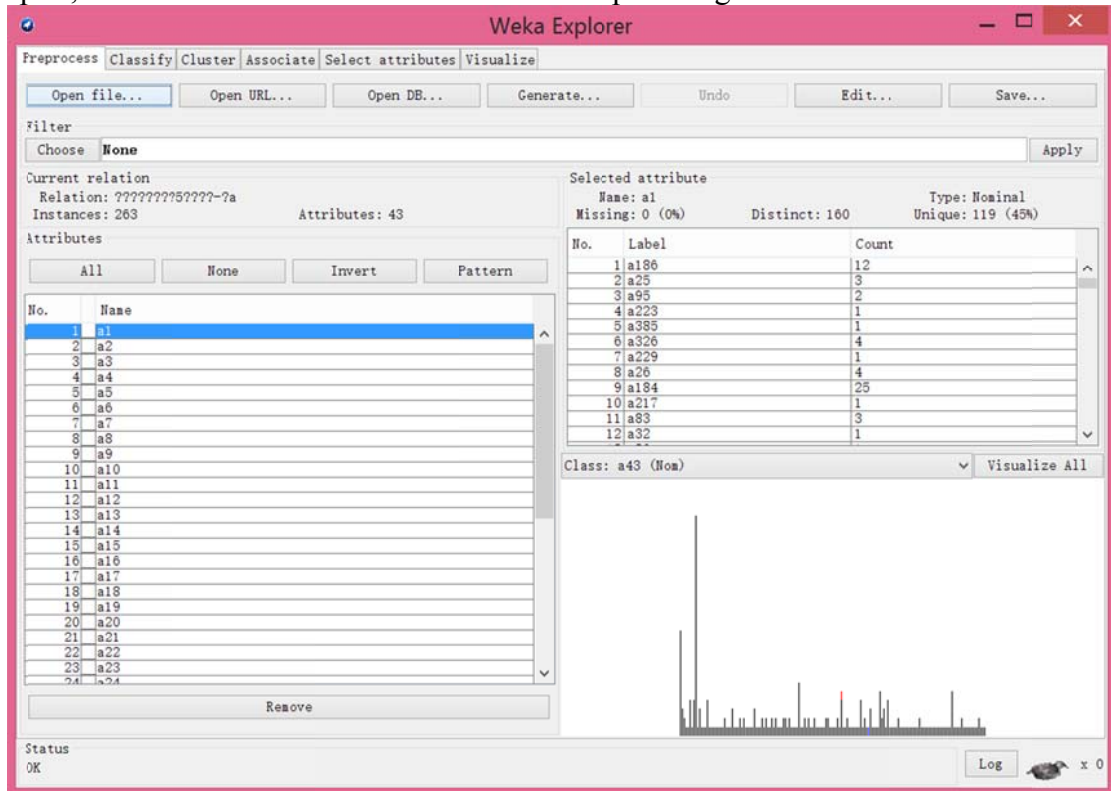 Weka Explorer
Preprocess Classify Cluster Associate Select attributes Visualize
Open file... Open URL... Open DB... Generate... Undo Edit... Save...
Filter
Choose None Apply
Current relation
Relation: ????????5????-?a
Instances: 263 Attributes: 43
Attributes
All None Invert Pattern
No. Name
1 a1
2 a2
3 a3
4 a4
5 a5
6 a6
7 a7
8 a8
9 a9
10 a10
11 a11
12 a12
13 a13
14 a14
15 a15
16 a16
17 a17
18 a18
19 a19
20 a20
21 a21
22 a22
23 a23
24 a24
Remove
Selected attribute
Name: a1 Type: Nominal
Missing: 0 (0%) Distinct: 160 Unique: 119 (45%)
No. Label Count
1 a186 12
2 a25 3
3 a95 2
4 a223 1
5 a385 1
6 a326 4
7 a229 1
8 a26 4
9 a184 25
10 a217 1
11 a83 3
12 a32 1
Class: a43 (Nom) Visualize All
Status
OK
Log x 0